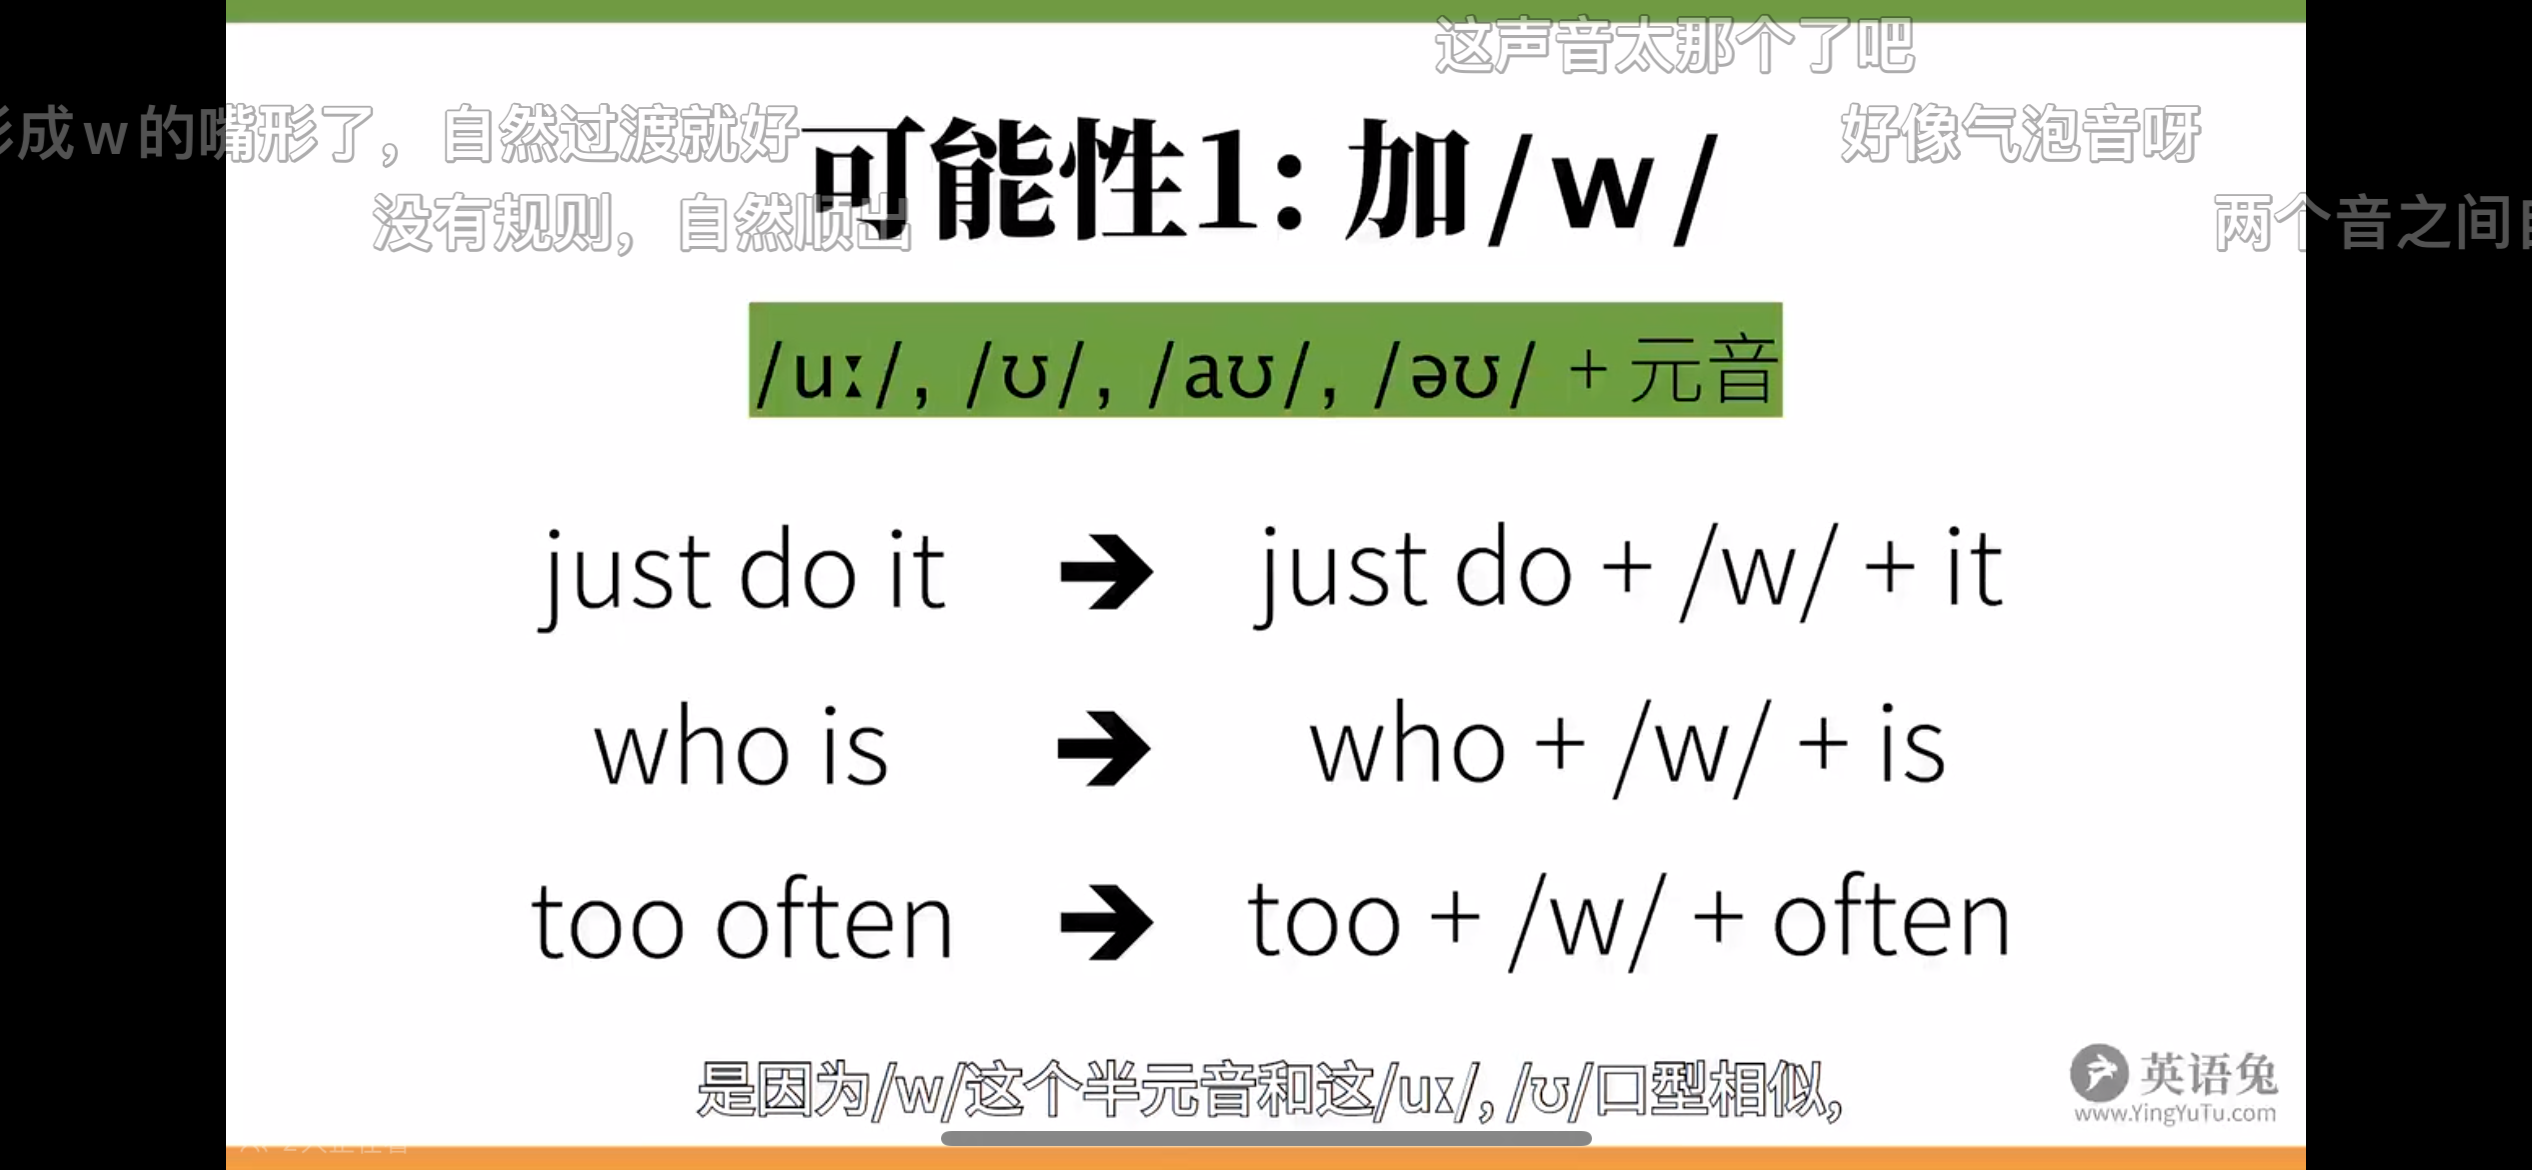 这声音太那个了吧
形成w的嘴形了，自然过渡就好
好像气泡音呀
没有规则，自然顺出
两个音之间
可能性1：加/w/
/uː/, /ʊ/, /aʊ/, /əʊ/ + 元音
just do it → just do + /w/ + it
who is → who + /w/ + is
too often → too + /w/ + often
是因为/w/这个半元音和这/uː/, /ʊ/口型相似,
英语兔
www.YingYuTu.com